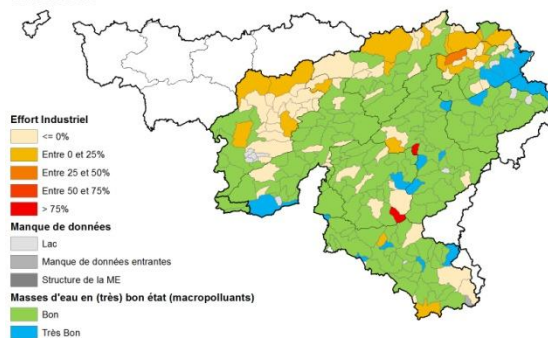 Effort Industriel
<= 0%
Entre 0 et 25%
Entre 25 et 50%
Entre 50 et 75%
> 75%
Manque de données
Lac
Manque de données entrantes
Structure de la ME
Masses d'eau en (très) bon état (macropolluants)
Bon
Très Bon